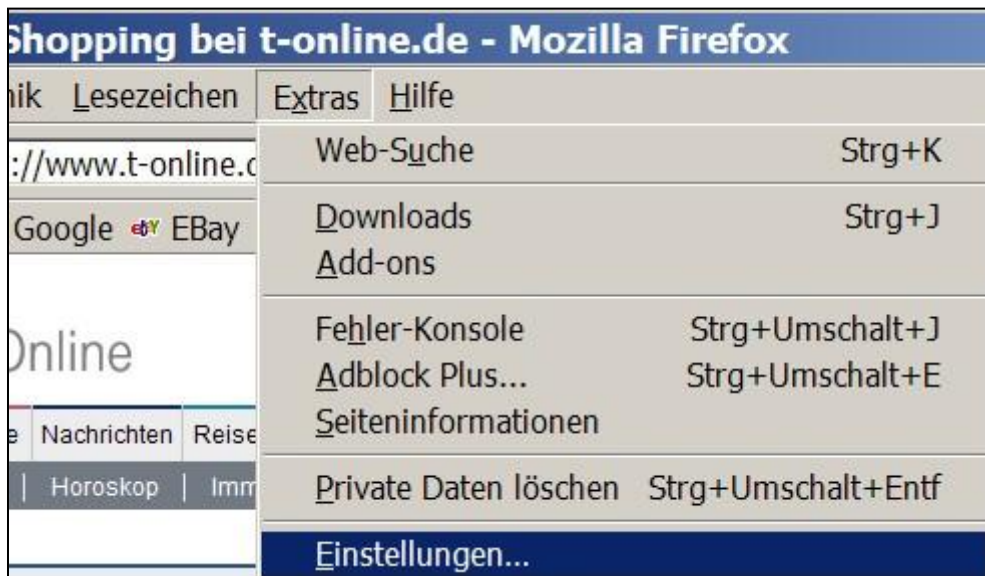 Shopping bei t-online.de - Mozilla Firefox
Lesezeichen Extras Hilfe
://www.t-online.
Google ebY EBay
Online
Nachrichten Reise
Horoskop
Web-Suche Strg+K
Downloads Strg+J
Add-ons
Fehler-Konsole Strg+Umschalt+J
Adblock Plus... Strg+Umschalt+E
Seiteninformationen
Private Daten löschen Strg+Umschalt+Entf
Einstellungen...